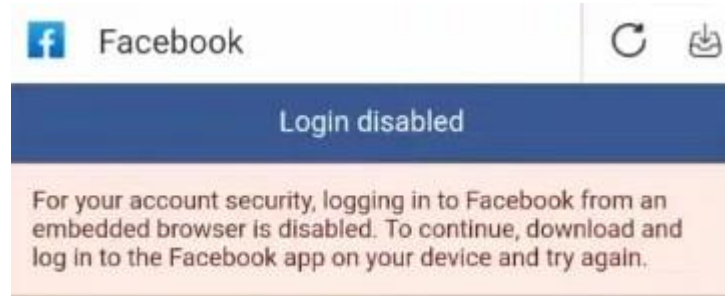 Facebook
Login disabled
For your account security, logging in to Facebook from an
embedded browser is disabled. To continue, download and
log in to the Facebook app on your device and try again.